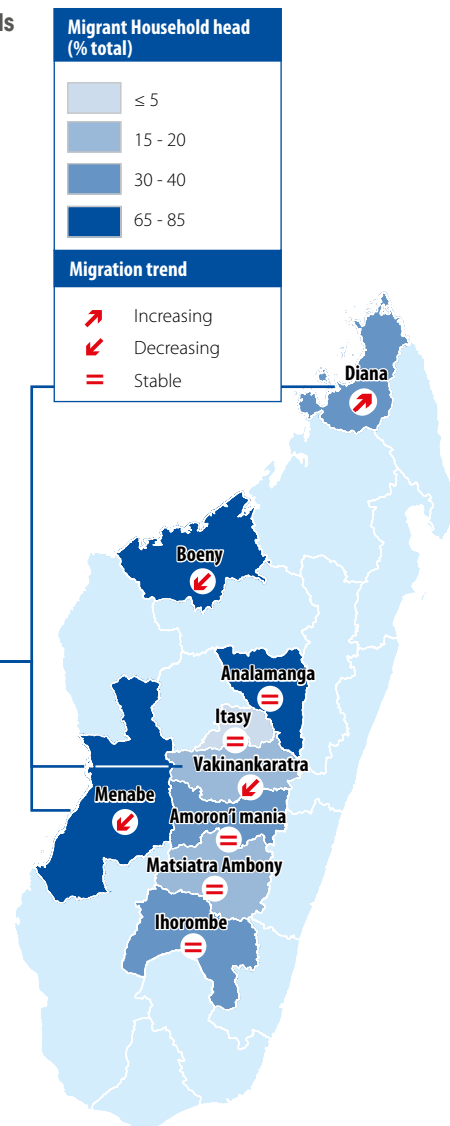 ls
Migrant Household head
(% total)
≤ 5
15 - 20
30 - 40
65 - 85
Migration trend
Increasing
Decreasing
= Stable
Diana
Boeny
Analamanga
=
Itasy
=
Vakinankaratra
Menabe
Amoron'i mania
=
Matsiatra Ambony
=
Ihorombe
=